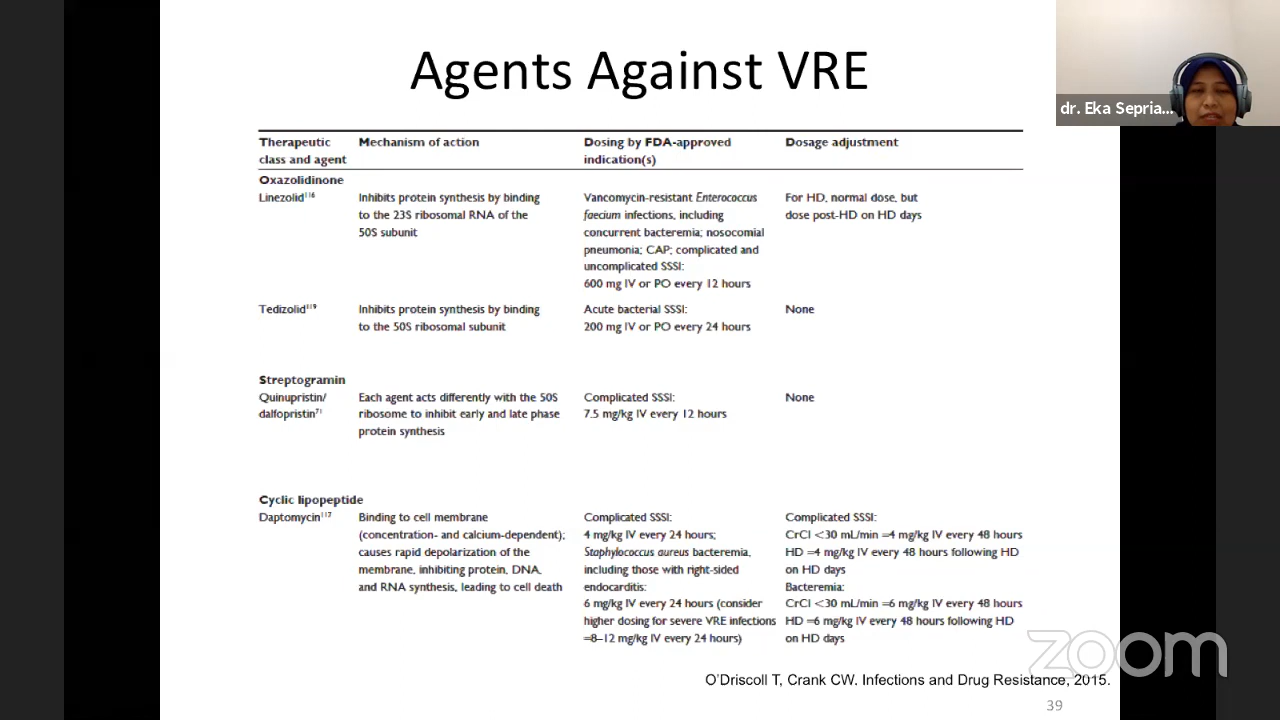 Agents Against VRE
dr. Eka Sepria...
Therapeutic class and agent
Mechanism of action
Dosing by FDA-approved indication(s)
Dosage adjustment
Oxazolidinone
Linezolid¹¹⁶
Inhibits protein synthesis by binding
to the 23S ribosomal RNA of the
50S subunit
Vancomycin-resistant Enterococcus
faecium infections, including
concurrent bacteremia; nosocomial
pneumonia; CAP; complicated and
uncomplicated SSSI:
600 mg IV or PO every 12 hours
For HD, normal dose, but
dose post-HD on HD days
Tedizolid¹¹⁹
Inhibits protein synthesis by binding
to the 50S ribosomal subunit
Acute bacterial SSSI:
200 mg IV or PO every 24 hours
None
Streptogramin
Quinupristin/
dalfopristin⁷¹
Each agent acts differently with the 50S
ribosome to inhibit early and late phase
protein synthesis
Complicated SSSI:
7.5 mg/kg IV every 12 hours
None
Cyclic lipopeptide
Daptomycin¹¹⁷
Binding to cell membrane
(concentration- and calcium-dependent);
causes rapid depolarization of the
membrane, inhibiting protein, DNA,
and RNA synthesis, leading to cell death
Complicated SSSI:
4 mg/kg IV every 24 hours;
Staphylococcus aureus bacteremia,
including those with right-sided
endocarditis:
6 mg/kg IV every 24 hours (consider
higher dosing for severe VRE infections
=8–12 mg/kg IV every 24 hours)
Complicated SSSI:
CrCl <30 mL/min =4 mg/kg IV every 48 hours
HD =4 mg/kg IV every 48 hours following HD
on HD days
Bacteremia:
CrCl <30 mL/min =6 mg/kg IV every 48 hours
HD =6 mg/kg IV every 48 hours following HD
on HD days
zoom
O'Driscoll T, Crank CW. Infections and Drug Resistance, 2015.
39